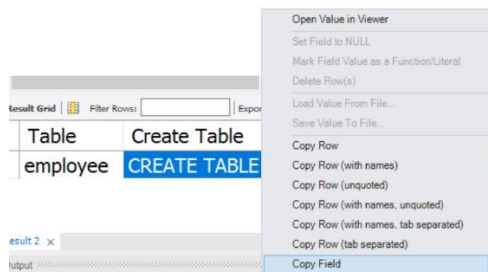 Result Grid Filter Rows: Expor
Table Create Table
employee CREATE TABLE
esult 2 ×
utput
Open Value in Viewer
Set Field to NULL
Mark Field Value as a Function/Literal
Delete Row(s)
Load Value From File...
Save Value To File...
Copy Row
Copy Row (with names)
Copy Row (unquoted)
Copy Row (with names, unquoted)
Copy Row (with names, tab separated)
Copy Row (tab separated)
Copy Field